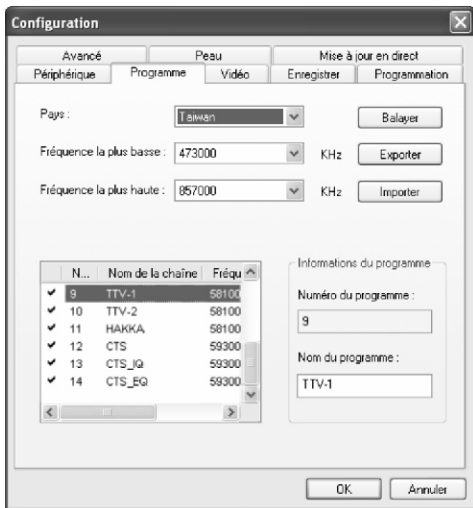 Configuration
Avancé Peau Mise à jour en direct
Périphérique Programme Vidéo Enregistrer Programmation
Pays : Taiwan Balayer
Fréquence la plus basse : 473000 KHz Exporter
Fréquence la plus haute : 857000 KHz Importer
N... Nom de la chaîne Fréqu
9 TTV-1 58100
10 TTV-2 58100
11 HAKKA 58100
12 CTS 59300
13 CTS_IQ 59300
14 CTS_EQ 59300
Informations du programme
Numéro du programme :
9
Nom du programme :
TTV-1
OK Annuler